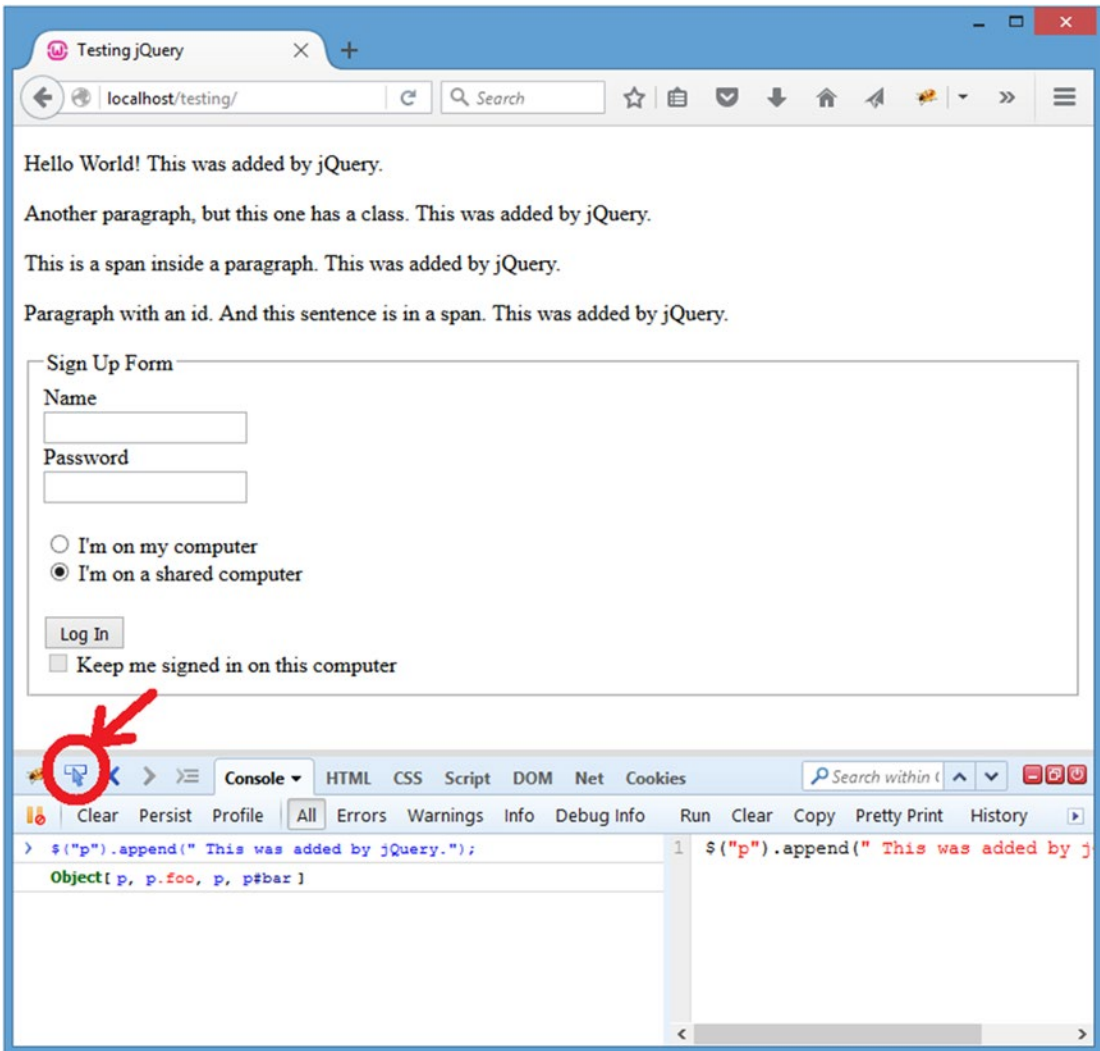 Testing jQuery
localhost/testing/
Search
Hello World! This was added by jQuery.
Another paragraph, but this one has a class. This was added by jQuery.
This is a span inside a paragraph. This was added by jQuery.
Paragraph with an id. And this sentence is in a span. This was added by jQuery.
Sign Up Form
Name
Password
I'm on my computer
I'm on a shared computer
Log In
Keep me signed in on this computer
Console HTML CSS Script DOM Net Cookies Search within
Clear Persist Profile All Errors Warnings Info Debug Info Run Clear Copy Pretty Print History
> $("p").append(" This was added by jQuery.");
1 $("p").append(" This was added by j
Object[ p, p.foo, p, p#bar ]